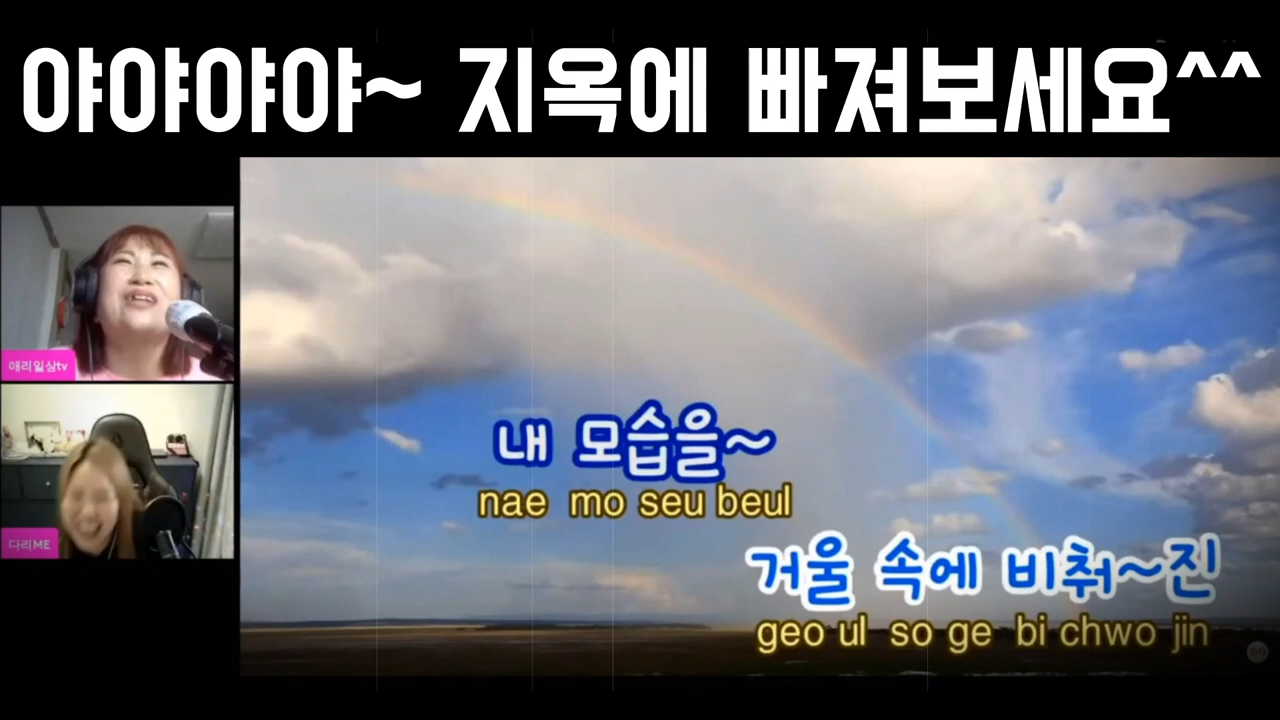 야야야야~ 지옥에 빠져보세요^^
애리일상tv
다리ME
내 모습을~
nae mo seu beul
거울 속에 비춰~진
geo ul so ge bi chwo jin